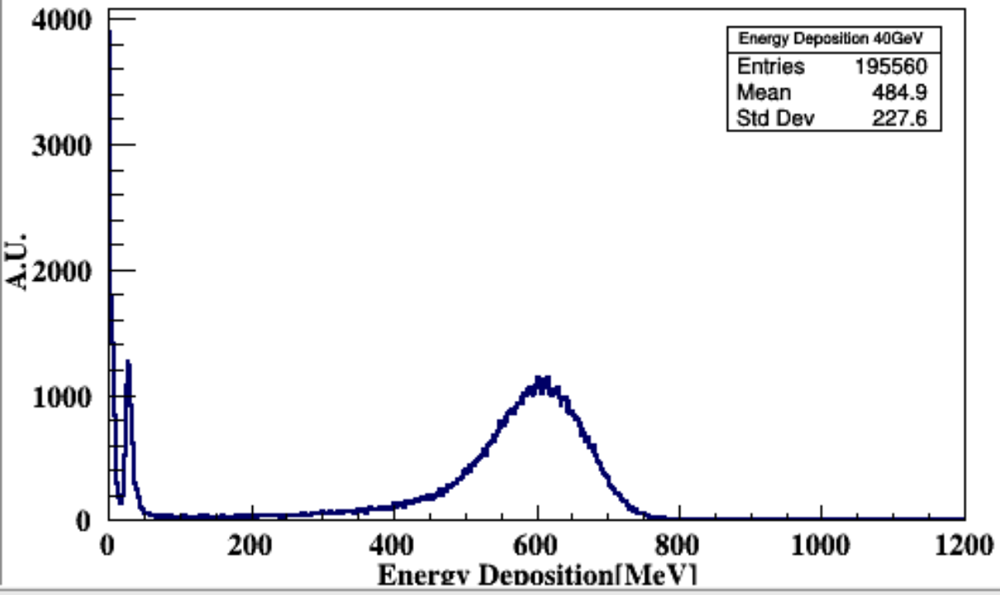 4000
3000
2000
1000
0
A.U.
Energy Deposition 40GeV
Entries 195560
Mean 484.9
Std Dev 227.6
0 200 400 600 800 1000 1200
Energy Deposition[MeV]